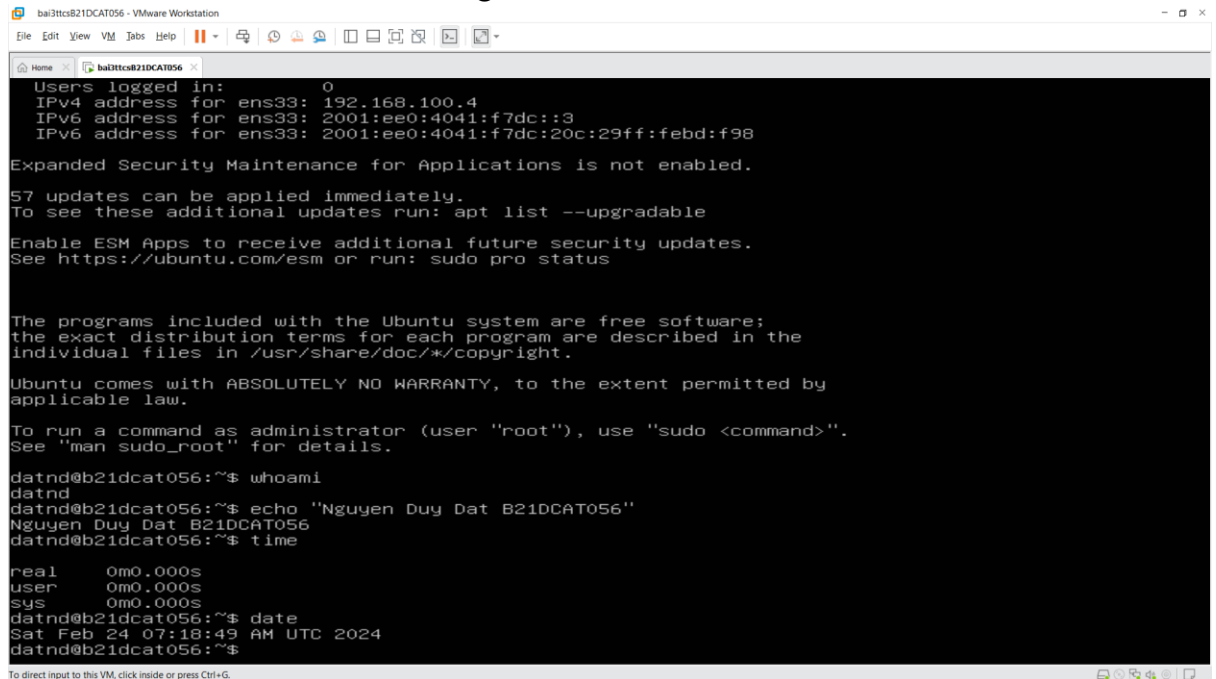 bai3ttcsB21DCAT056 - VMware Workstation
File Edit View VM Tabs Help
Home bai3ttcsB21DCAT056
Users logged in: 0
IPv4 address for ens33: 192.168.100.4
IPv6 address for ens33: 2001:ee0:4041:f7dc::3
IPv6 address for ens33: 2001:ee0:4041:f7dc:20c:29ff:febd:f98
Expanded Security Maintenance for Applications is not enabled.
57 updates can be applied immediately.
To see these additional updates run: apt list --upgradable
Enable ESM Apps to receive additional future security updates.
See https://ubuntu.com/esm or run: sudo pro status
The programs included with the Ubuntu system are free software;
the exact distribution terms for each program are described in the
individual files in /usr/share/doc/*/copyright.
Ubuntu comes with ABSOLUTELY NO WARRANTY, to the extent permitted by
applicable law.
To run a command as administrator (user "root"), use "sudo <command>".
See "man sudo_root" for details.
datnd@b21dcat056:~$ whoami
datnd
datnd@b21dcat056:~$ echo "Nguyen Duy Dat B21DCAT056"
Nguyen Duy Dat B21DCAT056
datnd@b21dcat056:~$ time
real 0m0.000s
user 0m0.000s
sys 0m0.000s
datnd@b21dcat056:~$ date
Sat Feb 24 07:18:49 AM UTC 2024
datnd@b21dcat056:~$
To direct input to this VM, click inside or press Ctrl+G.